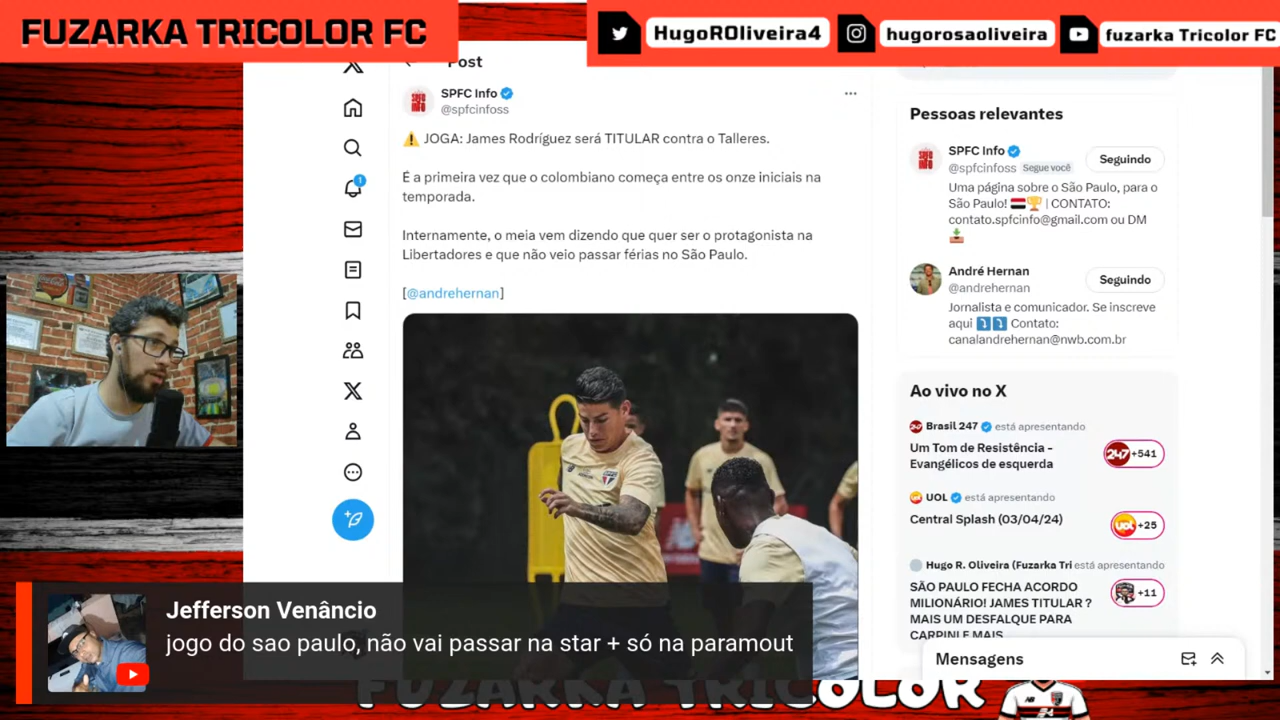 FUZARKA TRICOLOR FC
HugoROliveira4
hugorosaoliveira
fuzarka Tricolor FC
Post
SPFC Info
@spfcinfoss
⚠️ JOGA: James Rodríguez será TITULAR contra o Talleres.
É a primeira vez que o colombiano começa entre os onze iniciais na
temporada.
Internamente, o meia vem dizendo que quer ser o protagonista na
Libertadores e que não veio passar férias no São Paulo.
[@andrehernan]
Pessoas relevantes
SPFC Info
@spfcinfoss Segue você
Seguindo
Uma página sobre o São Paulo, para o
São Paulo! 🇾🇪🏆 | CONTATO:
contato.spfcinfo@gmail.com ou DM
📥
André Hernan
@andrehernan
Seguindo
Jornalista e comunicador. Se inscreve
aqui ⤵️⤵️ Contato:
canalandrehernan@nwb.com.br
Ao vivo no X
Brasil 247 está apresentando
Um Tom de Resistência -
Evangélicos de esquerda
247 +541
UOL está apresentando
Central Splash (03/04/24)
UOL +25
Hugo R. Oliveira (Fuzarka Tri está apresentando
SÃO PAULO FECHA ACORDO
MILIONÁRIO! JAMES TITULAR ?
MAIS UM DESFALQUE PARA
CARPINI E MAIS
+11
Mensagens
1
Jefferson Venâncio
jogo do sao paulo, não vai passar na star + só na paramout
FUZARKA TRICOLOR